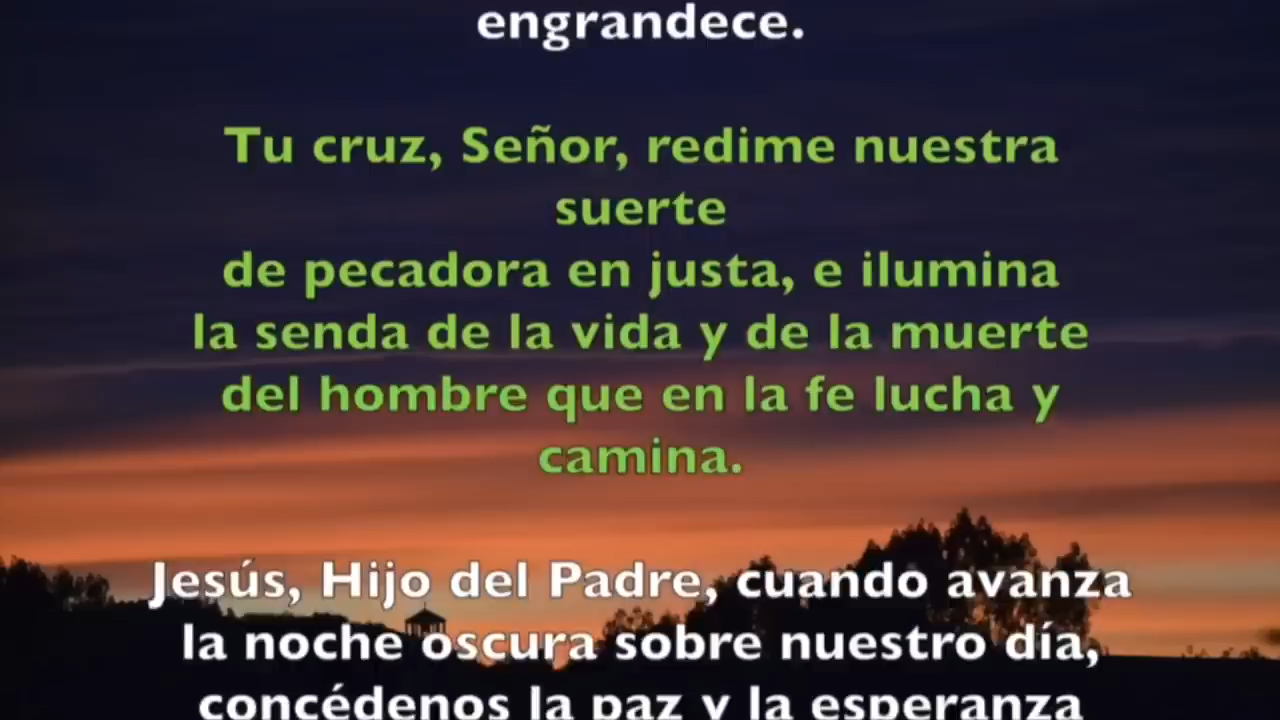 engrandece.
Tu cruz, Señor, redime nuestra
suerte
de pecadora en justa, e ilumina
la senda de la vida y de la muerte
del hombre que en la fe lucha y
camina.
Jesús, Hijo del Padre, cuando avanza
la noche oscura sobre nuestro día,
concédenos la paz y la esperanza